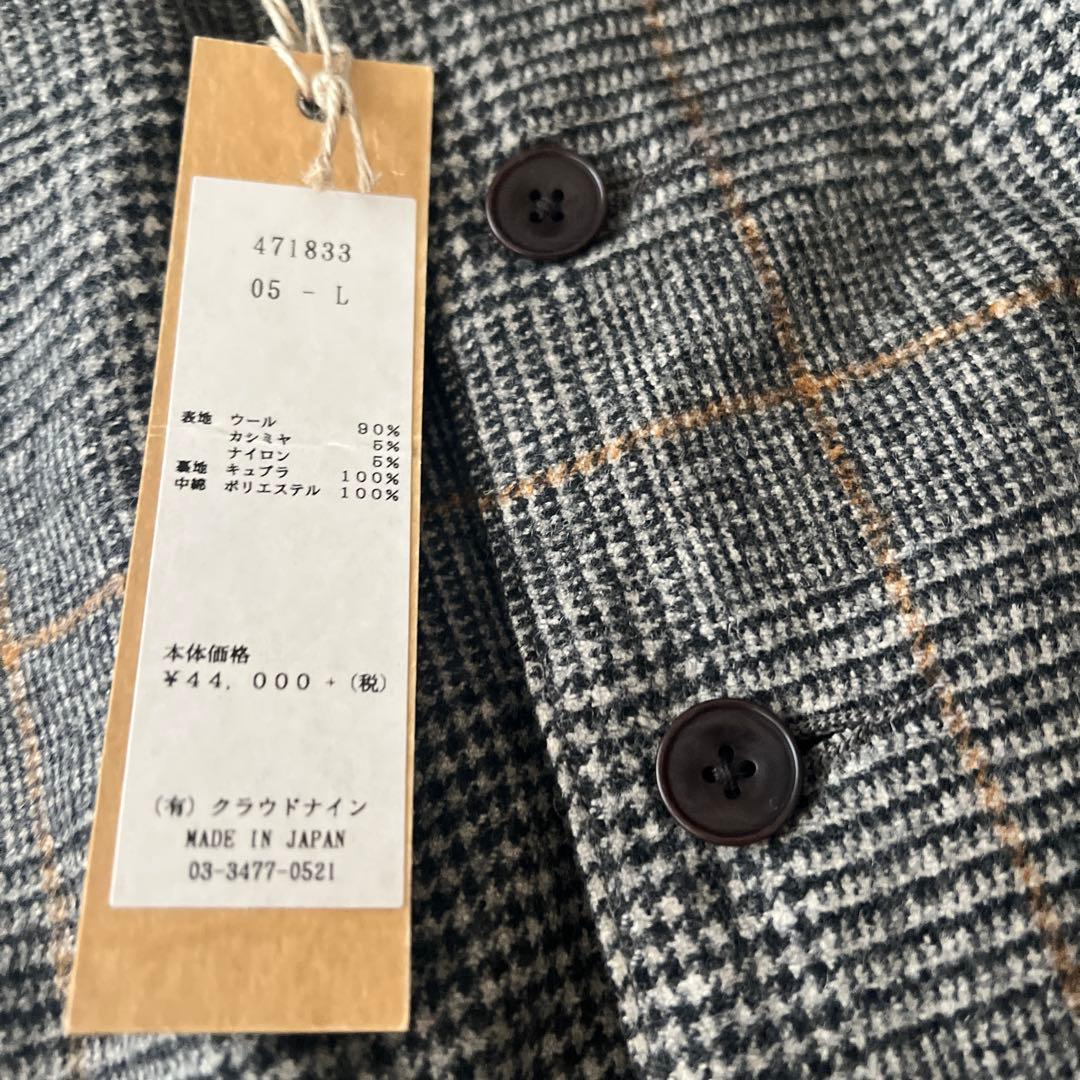 471833
05 - L
表地 ウール 90%
カシミヤ 5%
ナイロン 5%
裏地 キュプラ 100%
中綿 ポリエステル 100%
本体価格
¥44,000+(税)
(有)クラウドナイン
MADE IN JAPAN
03-3477-0521